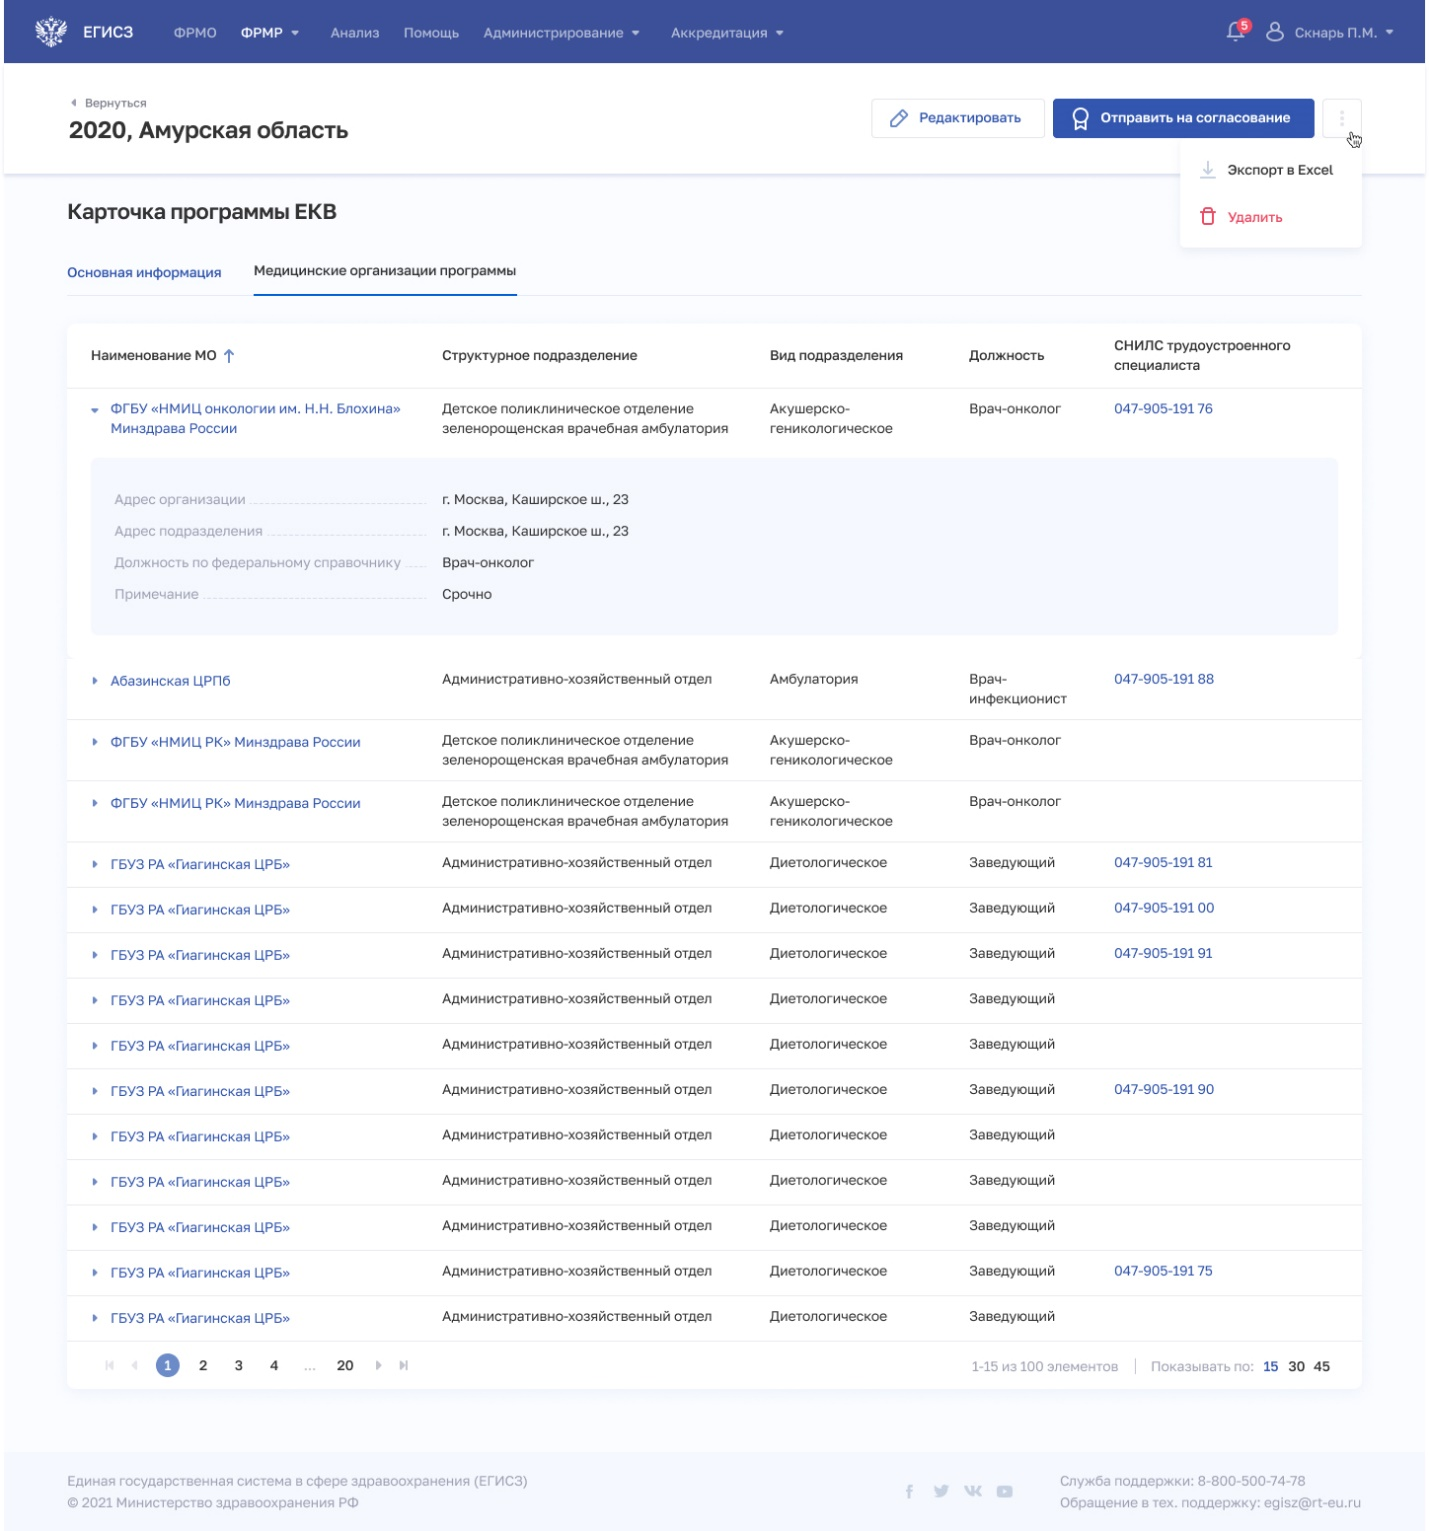 ЕГИСЗ ФРМО ФРМР Анализ Помощь Администрирование Аккредитация 5 Скнарь П.М.
Вернуться
2020, Амурская область
Редактировать Отправить на согласование
Экспорт в Excel
Удалить
Карточка программы ЕКВ
Основная информация Медицинские организации программы
Наименование МО Структурное подразделение Вид подразделения Должность СНИЛС трудоустроенного
специалиста
ФГБУ «НМИЦ онкологии им. Н.Н. Блохина» Детское поликлиническое отделение Акушерско- Врач-онколог 047-905-191 76
Минздрава России зеленорощенская врачебная амбулатория геникологическое
Адрес организации г. Москва, Каширское ш., 23
Адрес подразделения г. Москва, Каширское ш., 23
Должность по федеральному справочнику Врач-онколог
Примечание Срочно
Абазинская ЦРПб Административно-хозяйственный отдел Амбулатория Врач- 047-905-191 88
инфекционист
ФГБУ «НМИЦ РК» Минздрава России Детское поликлиническое отделение Акушерско- Врач-онколог
зеленорощенская врачебная амбулатория геникологическое
ФГБУ «НМИЦ РК» Минздрава России Детское поликлиническое отделение Акушерско- Врач-онколог
зеленорощенская врачебная амбулатория геникологическое
ГБУЗ РА «Гиагинская ЦРБ» Административно-хозяйственный отдел Диетологическое Заведующий 047-905-191 81
ГБУЗ РА «Гиагинская ЦРБ» Административно-хозяйственный отдел Диетологическое Заведующий 047-905-191 00
ГБУЗ РА «Гиагинская ЦРБ» Административно-хозяйственный отдел Диетологическое Заведующий 047-905-191 91
ГБУЗ РА «Гиагинская ЦРБ» Административно-хозяйственный отдел Диетологическое Заведующий
ГБУЗ РА «Гиагинская ЦРБ» Административно-хозяйственный отдел Диетологическое Заведующий
ГБУЗ РА «Гиагинская ЦРБ» Административно-хозяйственный отдел Диетологическое Заведующий 047-905-191 90
ГБУЗ РА «Гиагинская ЦРБ» Административно-хозяйственный отдел Диетологическое Заведующий
ГБУЗ РА «Гиагинская ЦРБ» Административно-хозяйственный отдел Диетологическое Заведующий
ГБУЗ РА «Гиагинская ЦРБ» Административно-хозяйственный отдел Диетологическое Заведующий
ГБУЗ РА «Гиагинская ЦРБ» Административно-хозяйственный отдел Диетологическое Заведующий 047-905-191 75
ГБУЗ РА «Гиагинская ЦРБ» Административно-хозяйственный отдел Диетологическое Заведующий
1 2 3 4 ... 20 1-15 из 100 элементов Показывать по: 15 30 45
Единая государственная система в сфере здравоохранения (ЕГИСЗ) Служба поддержки: 8-800-500-74-78
© 2021 Министерство здравоохранения РФ Обращение в тех. поддержку: egisz@rt-eu.ru